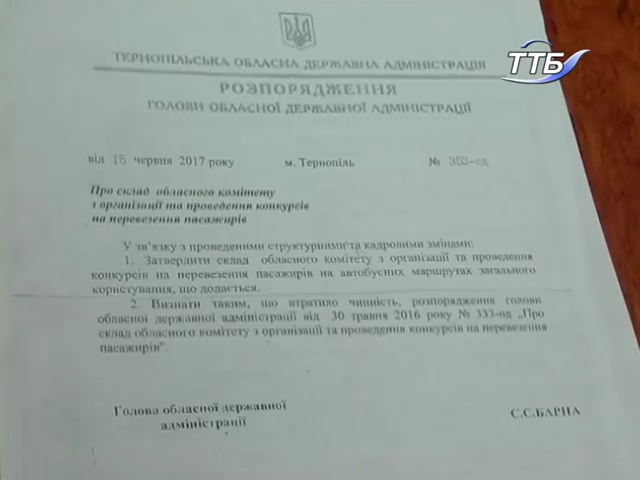 ТЕРНОПІЛЬСЬКА ОБЛАСНА ДЕРЖАВНА АДМІНІСТРАЦІЯ
ТТБ
РОЗПОРЯДЖЕННЯ
ГОЛОВИ ОБЛАСНОЇ ДЕРЖАВНОЇ АДМІНІСТРАЦІЇ
від 15 червня 2017 року м. Тернопіль № 353-од
Про склад обласного комітету
з організації та проведення конкурсів
на перевезення пасажирів
У зв'язку з проведеними структурними та кадровими змінами:
1. Затвердити склад обласного комітету з організації та проведення
конкурсів на перевезення пасажирів на автобусних маршрутах загального
користування, що додається.
2. Визнати таким, що втратило чинність, розпорядження голови
обласної державної адміністрації від 30 травня 2016 року № 333-од „Про
склад обласного комітету з організації та проведення конкурсів на перевезення
пасажирів”.
Голова обласної державної
адміністрації С.С.БАРНА